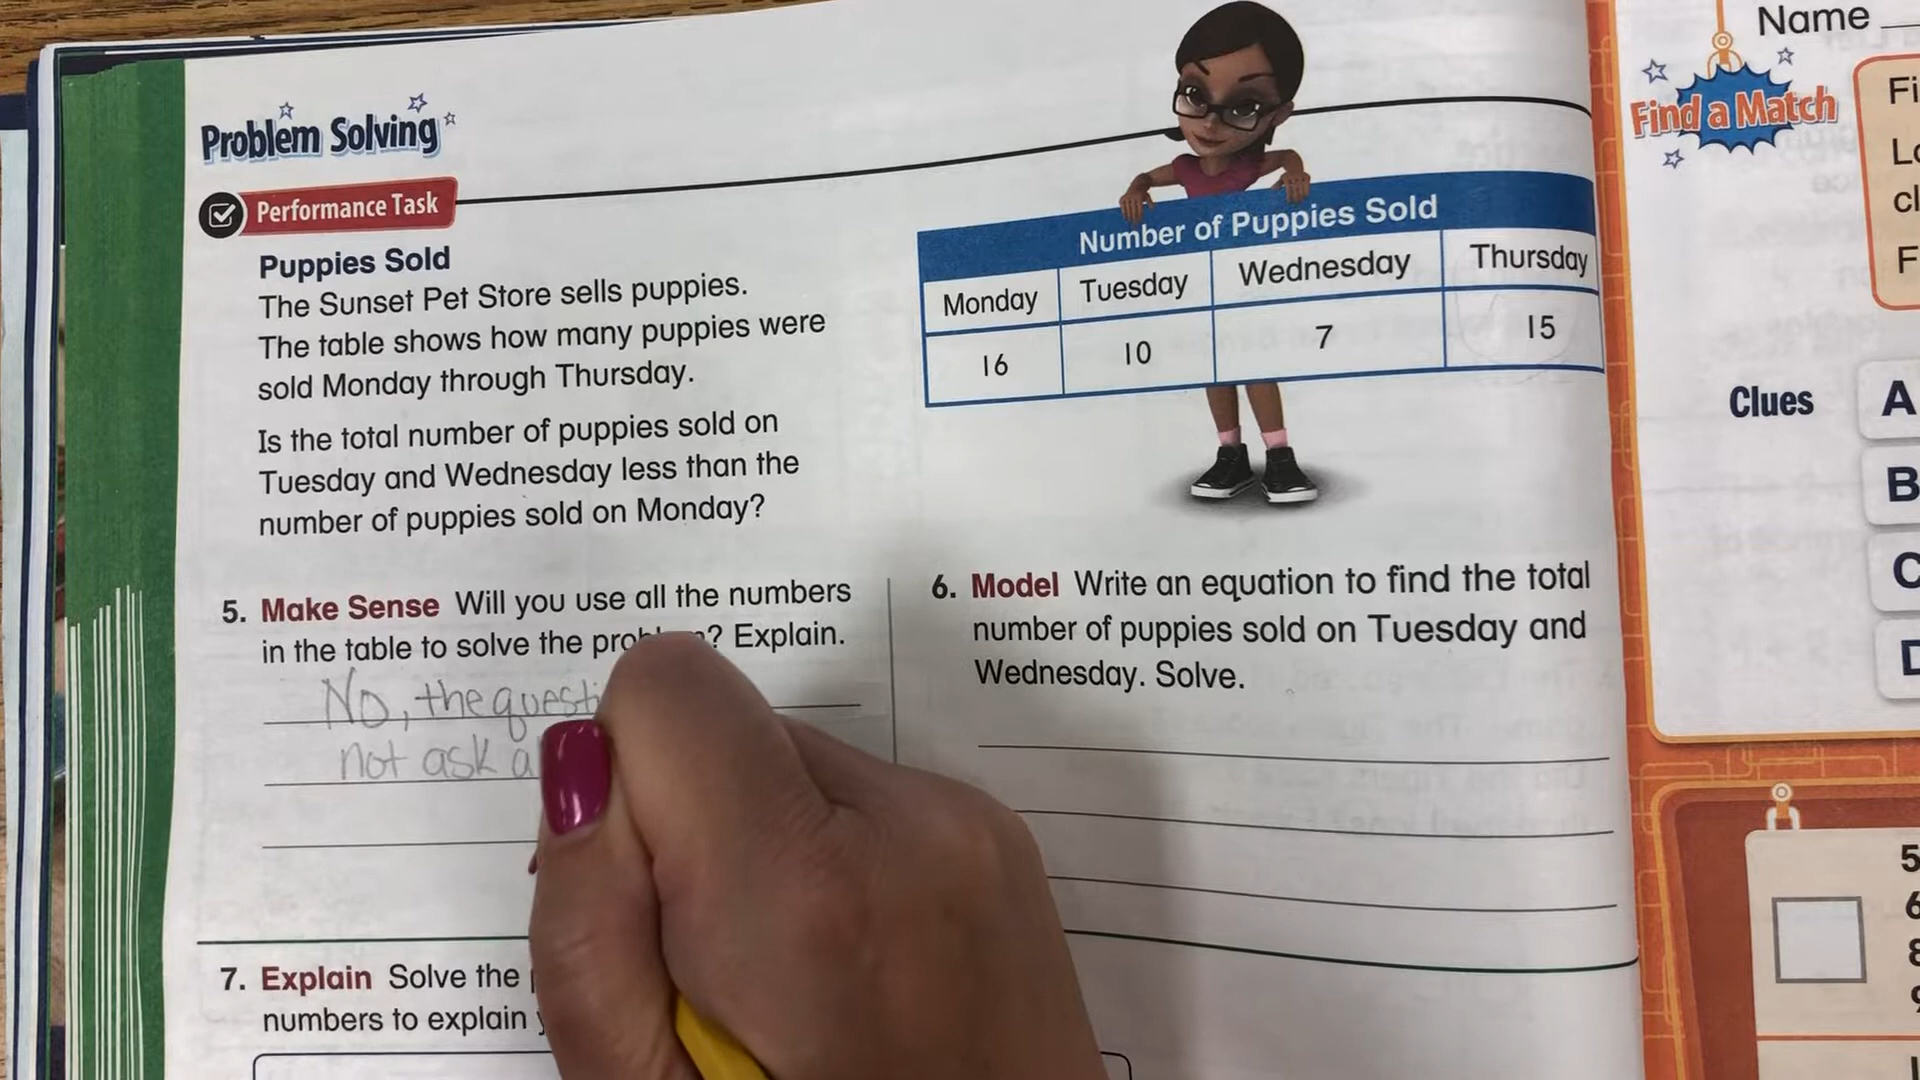 Problem Solving
Performance Task
Puppies Sold
The Sunset Pet Store sells puppies.
The table shows how many puppies were
sold Monday through Thursday.
Is the total number of puppies sold on
Tuesday and Wednesday less than the
number of puppies sold on Monday?
Number of Puppies Sold
Monday Tuesday Wednesday Thursday
16 10 7 15
5. Make Sense Will you use all the numbers
in the table to solve the ? Explain.
No, the
not ask
6. Model Write an equation to find the total
number of puppies sold on Tuesday and
Wednesday. Solve.
7. Explain Solve the
numbers to explain
Name
Find a Match
Clues
A
B
C
5
6
8
9